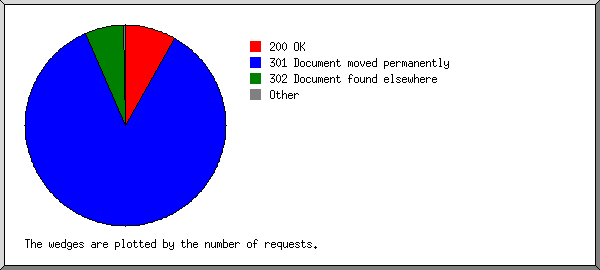 200 OK
301 Document moved permanently
302 Document found elsewhere
Other
The wedges are plotted by the number of requests.